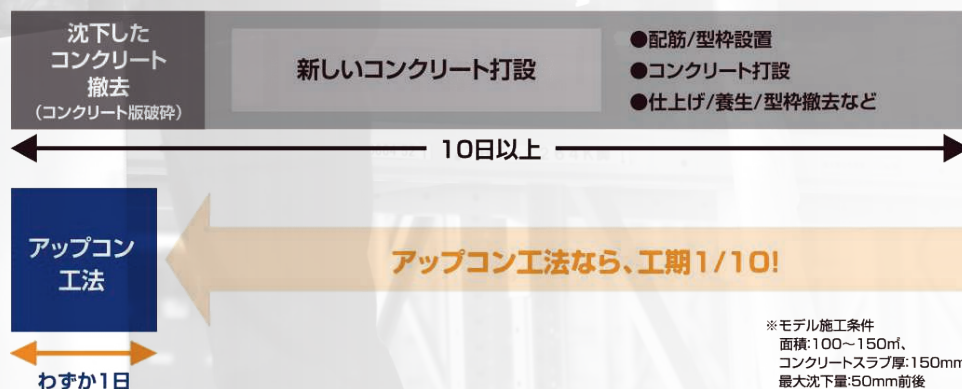 沈下した
コンクリート
撤去
(コンクリート版破砕)
新しいコンクリート打設
●配筋/型枠設置
●コンクリート打設
●仕上げ/養生/型枠撤去など
10日以上
アップコン
工法
アップコン工法なら、工期1/10!
わずか1日
※モデル施工条件
面積:100〜150㎡、
コンクリートスラブ厚:150mm
最大沈下量:50mm前後